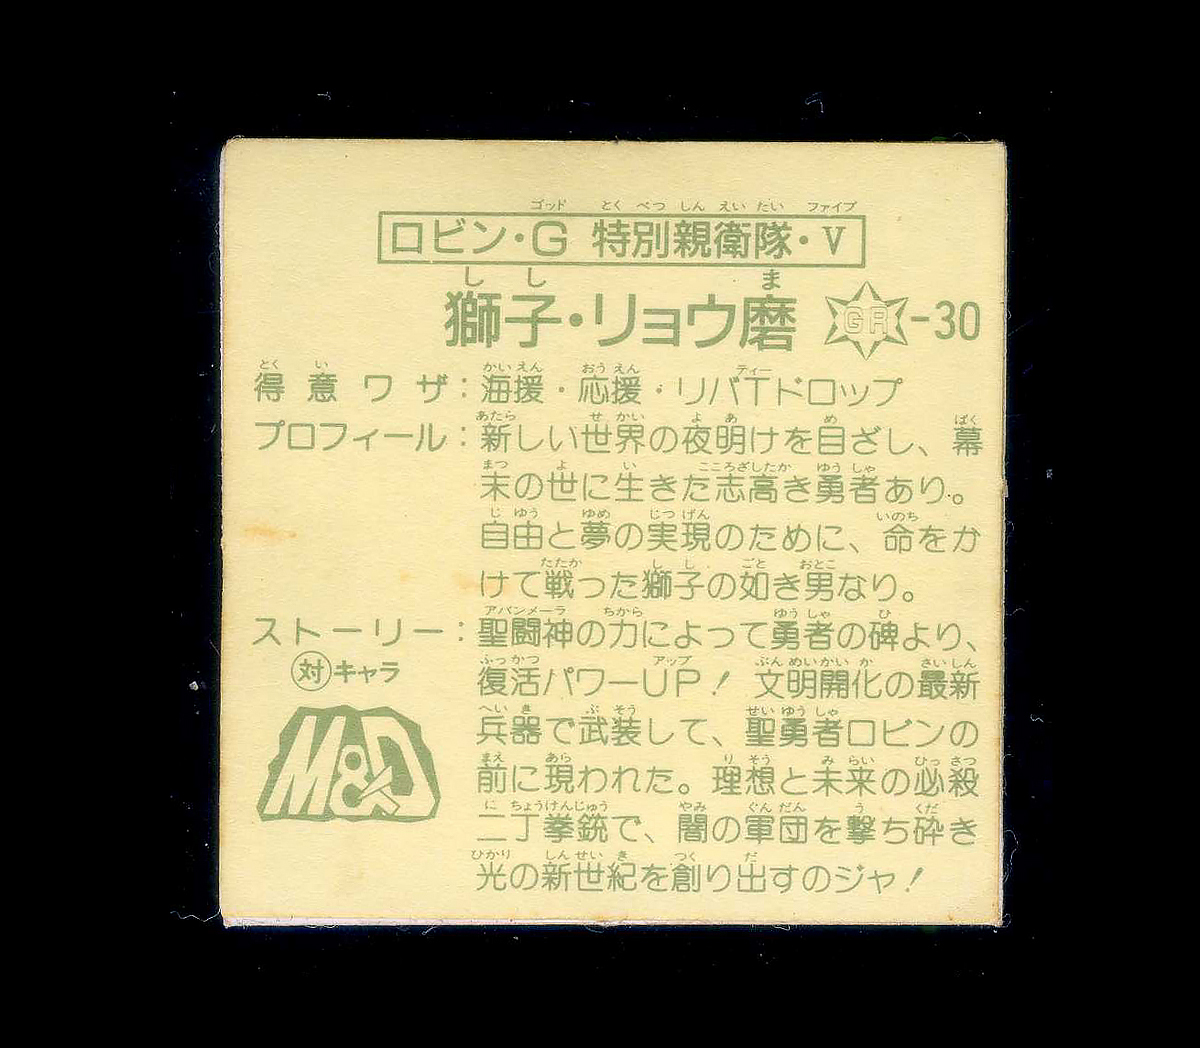 ロビン・G 特別親衛隊・V
獅子・リョウ磨 GR-30
得意ワザ：海援・応援・リバTドロップ
プロフィール：新しい世界の夜明けを目ざし、幕
末の世に生きた志高き勇者あり。
自由と夢の実現のために、命をか
けて戦った獅子の如き男なり。
ストーリー：聖闘神の力によって勇者の碑より、
対キャラ
復活パワーUP！ 文明開化の最新
兵器で武装して、聖勇者ロビンの
前に現われた。理想と未来の必殺
二丁拳銃で、闇の軍団を撃ち砕き
光の新世紀を創り出すのジャ！
M&D